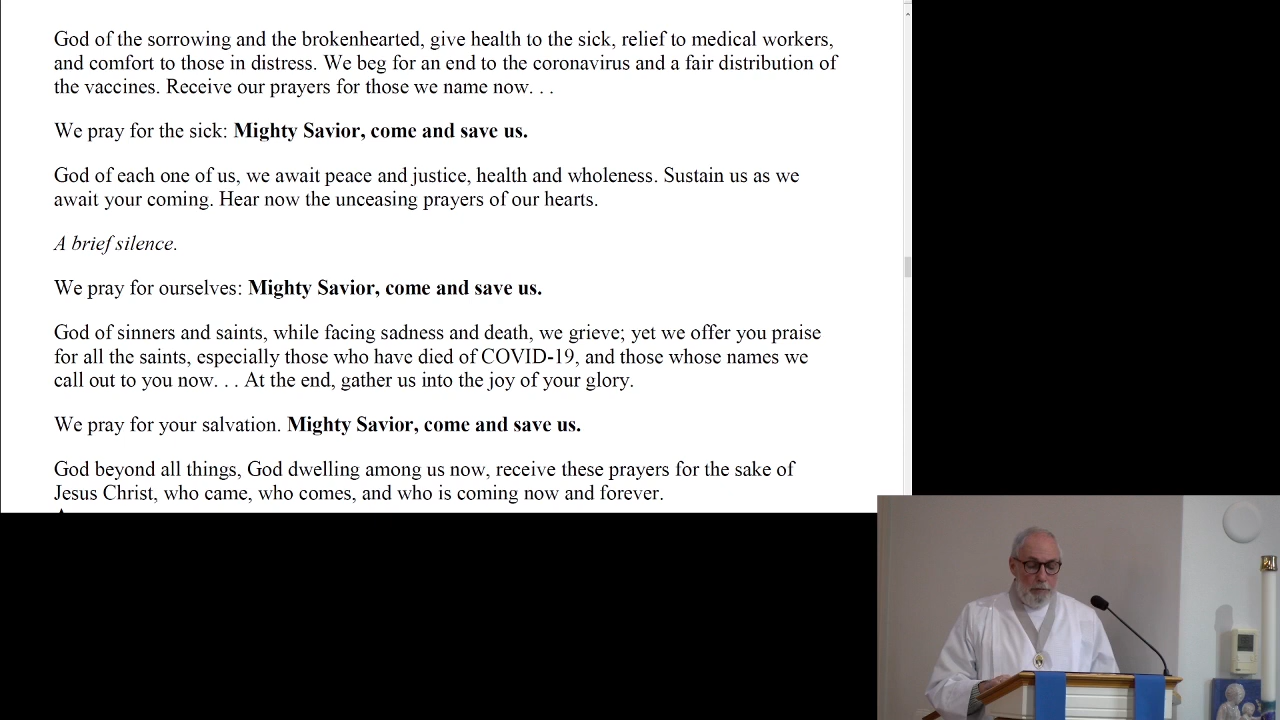 God of the sorrowing and the brokenhearted, give health to the sick, relief to medical workers,
and comfort to those in distress. We beg for an end to the coronavirus and a fair distribution of
the vaccines. Receive our prayers for those we name now. . .
We pray for the sick: Mighty Savior, come and save us.
God of each one of us, we await peace and justice, health and wholeness. Sustain us as we
await your coming. Hear now the unceasing prayers of our hearts.
A brief silence.
We pray for ourselves: Mighty Savior, come and save us.
God of sinners and saints, while facing sadness and death, we grieve; yet we offer you praise
for all the saints, especially those who have died of COVID-19, and those whose names we
call out to you now. . . At the end, gather us into the joy of your glory.
We pray for your salvation. Mighty Savior, come and save us.
God beyond all things, God dwelling among us now, receive these prayers for the sake of
Jesus Christ, who came, who comes, and who is coming now and forever.